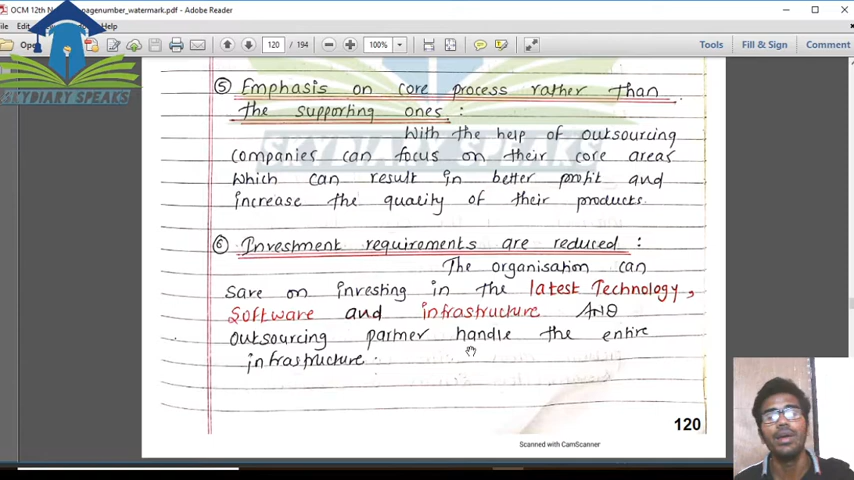 OCM 12th N pagenumber_watermark.pdf - Adobe Reader
File Edit Help
Open 120 / 194 100% Tools Fill & Sign Comment
SKYDIARY SPEAKS
SKYDIARY SPEAKS
⑤ Emphasis on core process rather than
the supporting ones :
With the help of outsourcing
companies can focus on their core areas
which can result in better profit and
increase the quality of their products.
⑥ Investment requirements are reduced :
The organisation can
save on investing in the latest Technology,
Software and infrastructure AND
outsourcing partner handle the entire
infrastructure.
120
Scanned with CamScanner